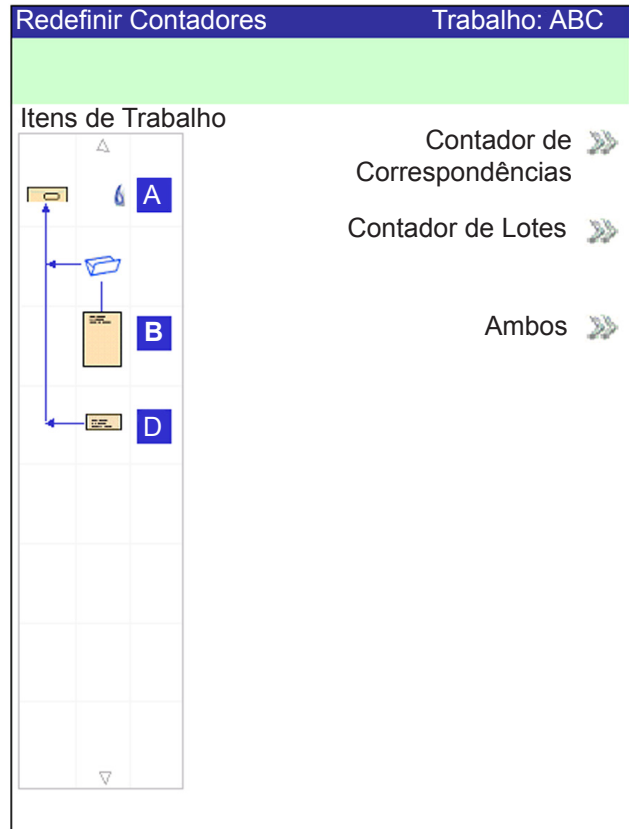 Redefinir Contadores Trabalho: ABC
Itens de Trabalho
Contador de
Correspondências
A
Contador de Lotes
B
Ambos
D